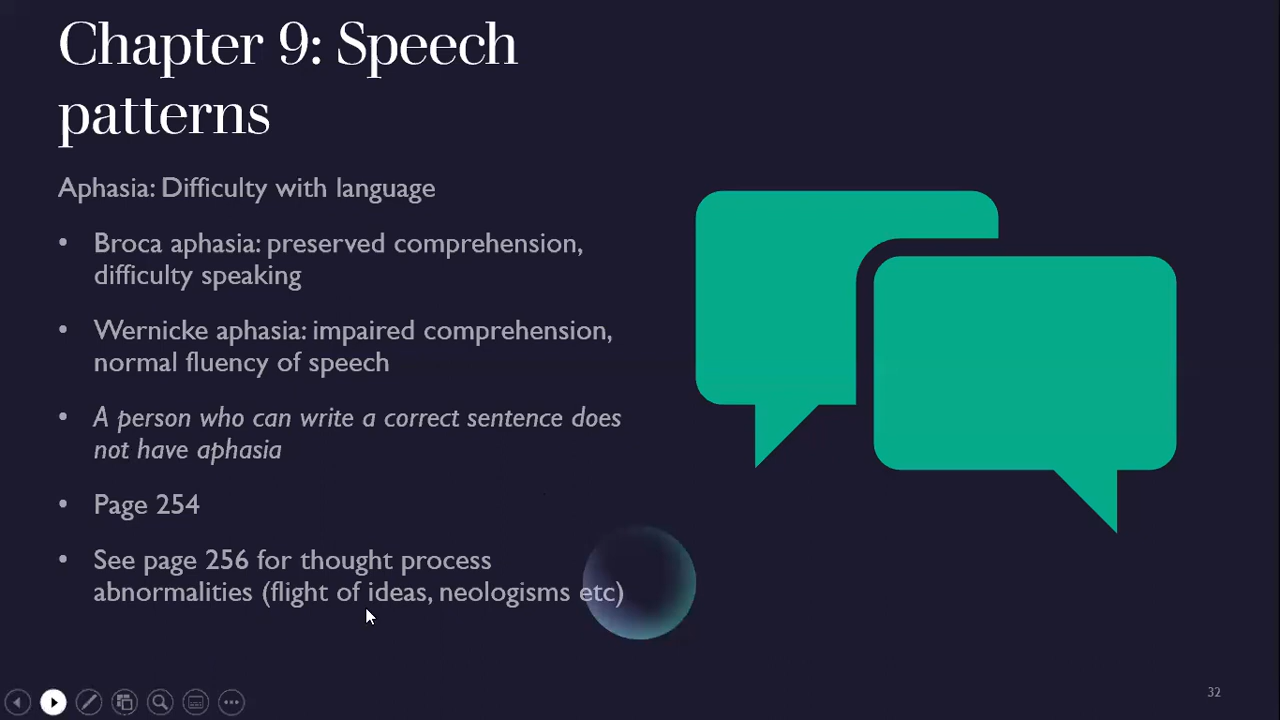 Chapter 9: Speech
patterns
Aphasia: Difficulty with language
• Broca aphasia: preserved comprehension,
difficulty speaking
• Wernicke aphasia: impaired comprehension,
normal fluency of speech
• A person who can write a correct sentence does
not have aphasia
• Page 254
• See page 256 for thought process
abnormalities (flight of ideas, neologisms etc)
32